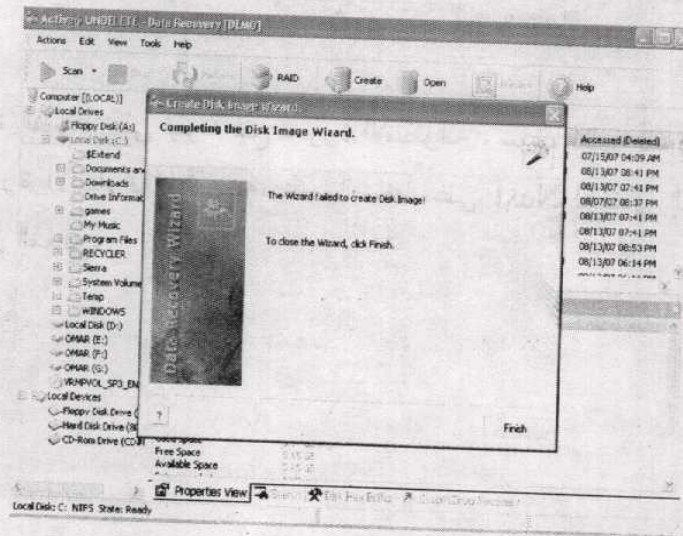 Active@ UNDELETE - Data Recovery [DEMO]
Actions Edit View Tools Help
Scan RAID Create Open Help
Computer [(LOCAL)]
Local Drives
Floppy Disk (A:)
Local Disk (C:)
$Extend
Documents an
Downloads
Drive Informat
games
My Music
Program Files
RECYCLER
Sierra
System Volume
Temp
WINDOWS
Local Disk (D:)
OMAR (E:)
OMAR (F:)
OMAR (G:)
VRMPVOL_SP3_EN
Local Devices
Floppy Disk Drive (
Hard Disk Drive (80
CD-Rom Drive (CD-R
Create Disk Image Wizard.
Completing the Disk Image Wizard.
Data Recovery Wizard
The Wizard failed to create Disk Image!
To close the Wizard, click Finish.
?
Finish
Accessed (Deleted)
07/15/07 04:09 AM
08/13/07 08:41 PM
08/13/07 07:41 PM
08/07/07 08:37 PM
08/13/07 07:41 PM
08/13/07 07:41 PM
08/13/07 08:53 PM
08/13/07 06:14 PM
Free Space
Available Space
Properties View
Local Disk: C: NTFS State: Ready